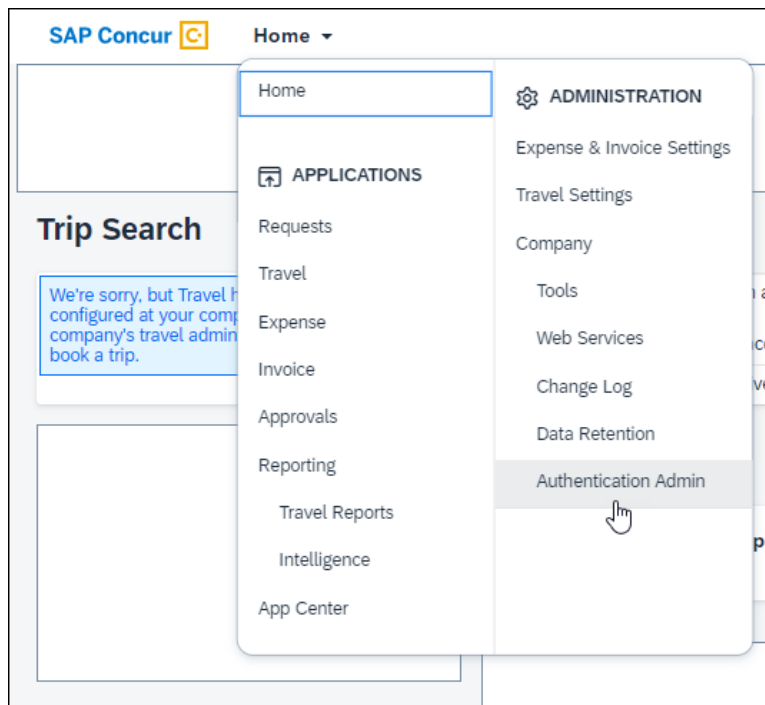 SAP Concur
Home
Home
APPLICATIONS
Requests
Travel
Expense
Invoice
Approvals
Reporting
Travel Reports
Intelligence
App Center
ADMINISTRATION
Expense & Invoice Settings
Travel Settings
Company
Tools
Web Services
Change Log
Data Retention
Authentication Admin
Trip Search
We're sorry, but Travel
configured at your
company's travel
book a trip.